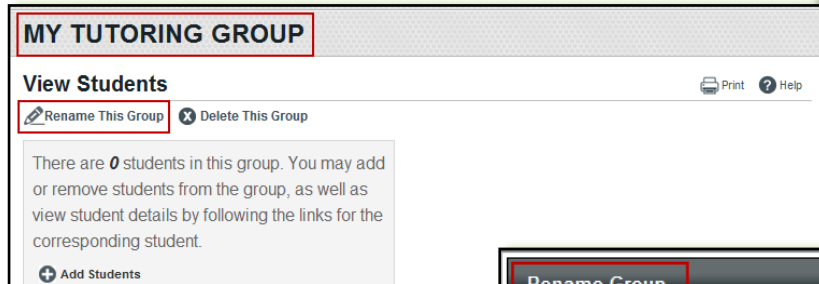 MY TUTORING GROUP
View Students
Print Help
Rename This Group Delete This Group
There are 0 students in this group. You may add
or remove students from the group, as well as
view student details by following the links for the
corresponding student.
Add Students
Rename Group